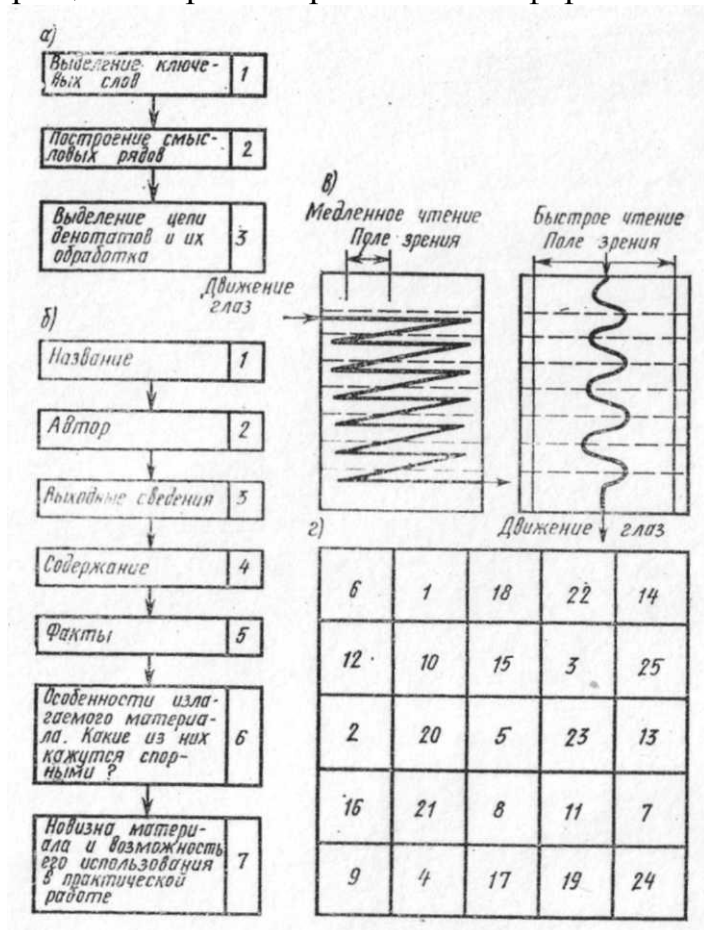 а)
Выделение ключе-
вых слов
1
Построение смыс-
ловых рядов
2
Выделение цепи
денотатов и их
обработка
3
б)
Название
1
Автор
2
Выходные сведения
3
Содержание
4
Факты
5
Особенности изла-
гаемого материа-
ла. Какие из них
кажутся спор-
ными ?
6
Новизна матери-
ала и возможность
его использования
в практической
работе
7
в)
Медленное чтение
Поле зрения
Быстрое чтение
Поле зрения
Движение
глаз
Движение глаз
г)
6 1 18 22 14
12 10 15 3 25
2 20 5 23 13
16 21 8 11 7
9 4 17 19 24